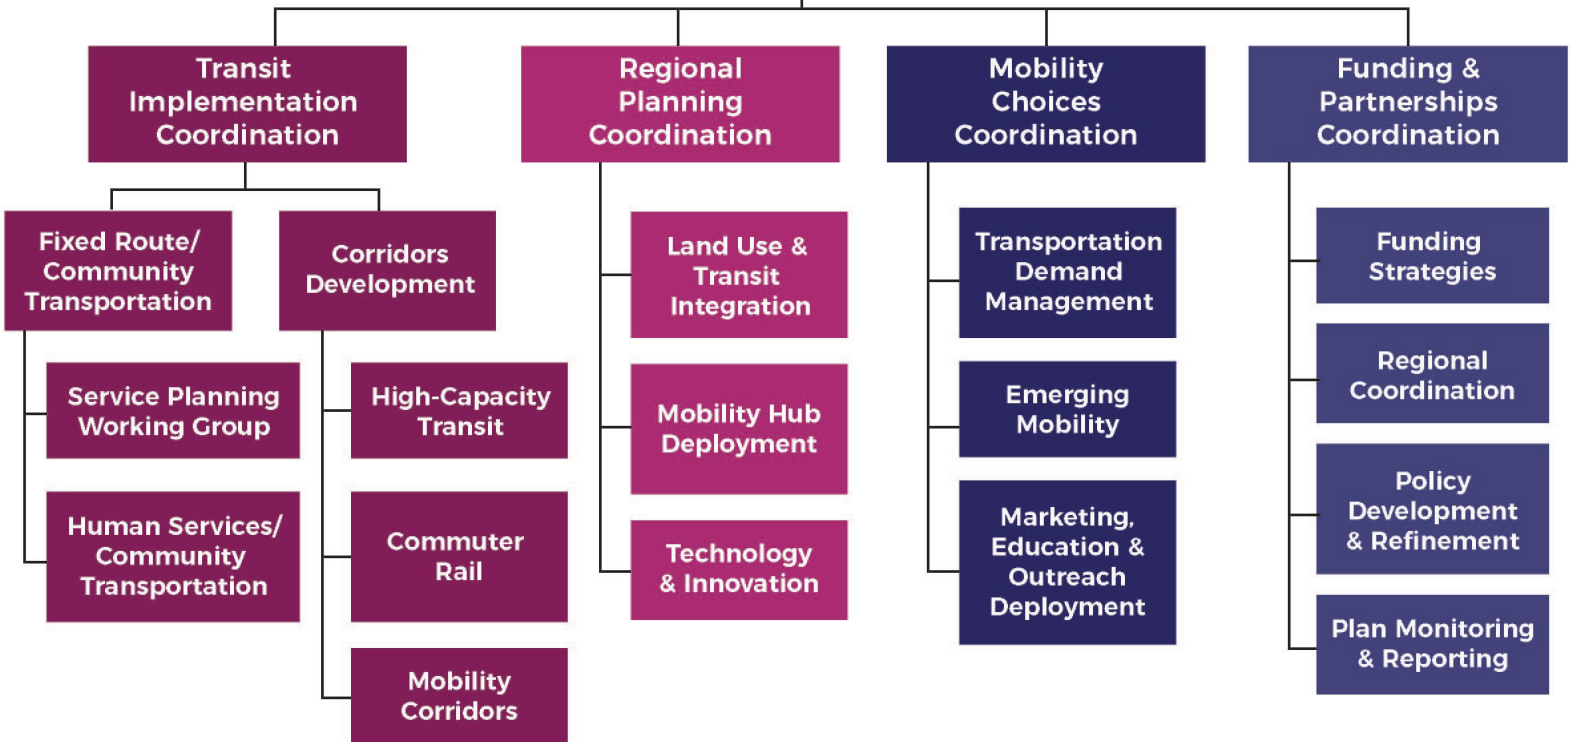 Transit
Implementation
Coordination
Fixed Route/
Community
Transportation
Service Planning
Working Group
Human Services/
Community
Transportation
Corridors
Development
High-Capacity
Transit
Commuter
Rail
Mobility
Corridors
Regional
Planning
Coordination
Land Use &
Transit
Integration
Mobility Hub
Deployment
Technology
& Innovation
Mobility
Choices
Coordination
Transportation
Demand
Management
Emerging
Mobility
Marketing,
Education &
Outreach
Deployment
Funding &
Partnerships
Coordination
Funding
Strategies
Regional
Coordination
Policy
Development
& Refinement
Plan Monitoring
& Reporting